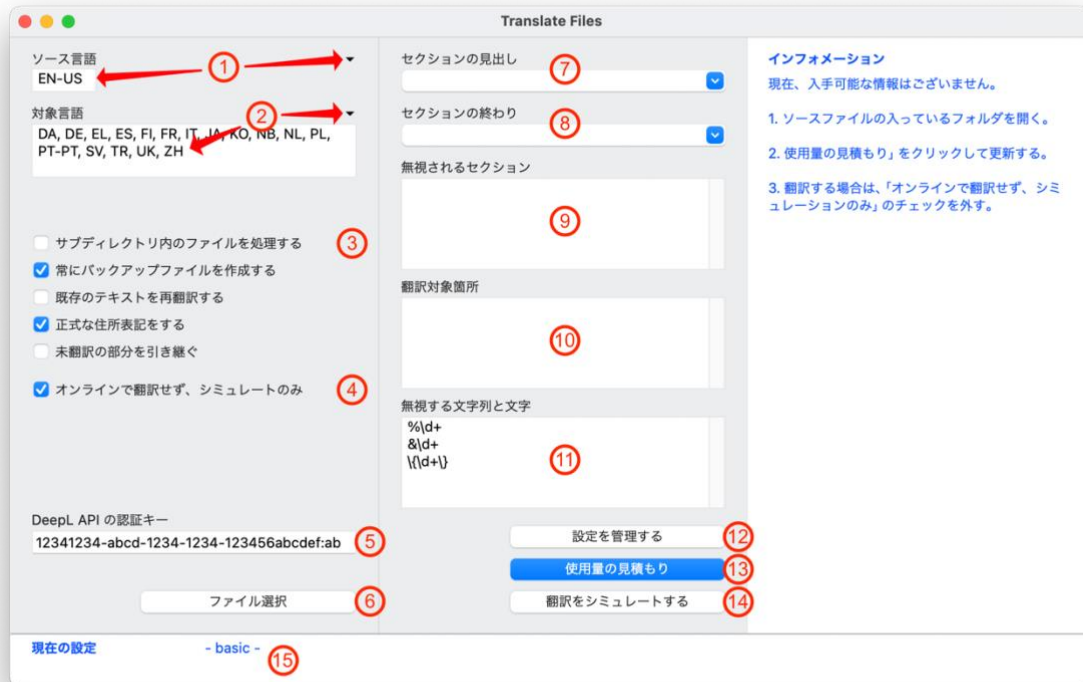 Translate Files
ソース言語
①
EN-US
対象言語
②
DA, DE, EL, ES, FI, FR, IT, JA, KO, NB, NL, PL,
PT-PT, SV, TR, UK, ZH
サブディレクトリ内のファイルを処理する
③
常にバックアップファイルを作成する
既存のテキストを再翻訳する
正式な住所表記をする
未翻訳の部分を引き継ぐ
オンラインで翻訳せず、シミュレートのみ
④
DeepL API の認証キー
12341234-abcd-1234-1234-123456abcdef:ab
⑤
ファイル選択
⑥
セクションの見出し
⑦
セクションの終わり
⑧
無視されるセクション
⑨
翻訳対象箇所
⑩
無視する文字列と文字
%\d+
&\d+
\{\d+\}
⑪
設定を管理する
⑫
使用量の見積もり
⑬
翻訳をシミュレートする
⑭
インフォメーション
現在、入手可能な情報はございません。
1. ソースファイルの入っているフォルダを開く。
2. 使用量の見積もり」をクリックして更新する。
3. 翻訳する場合は、「オンラインで翻訳せず、シミ
ュレーションのみ」のチェックを外す。
現在の設定
- basic -
⑮